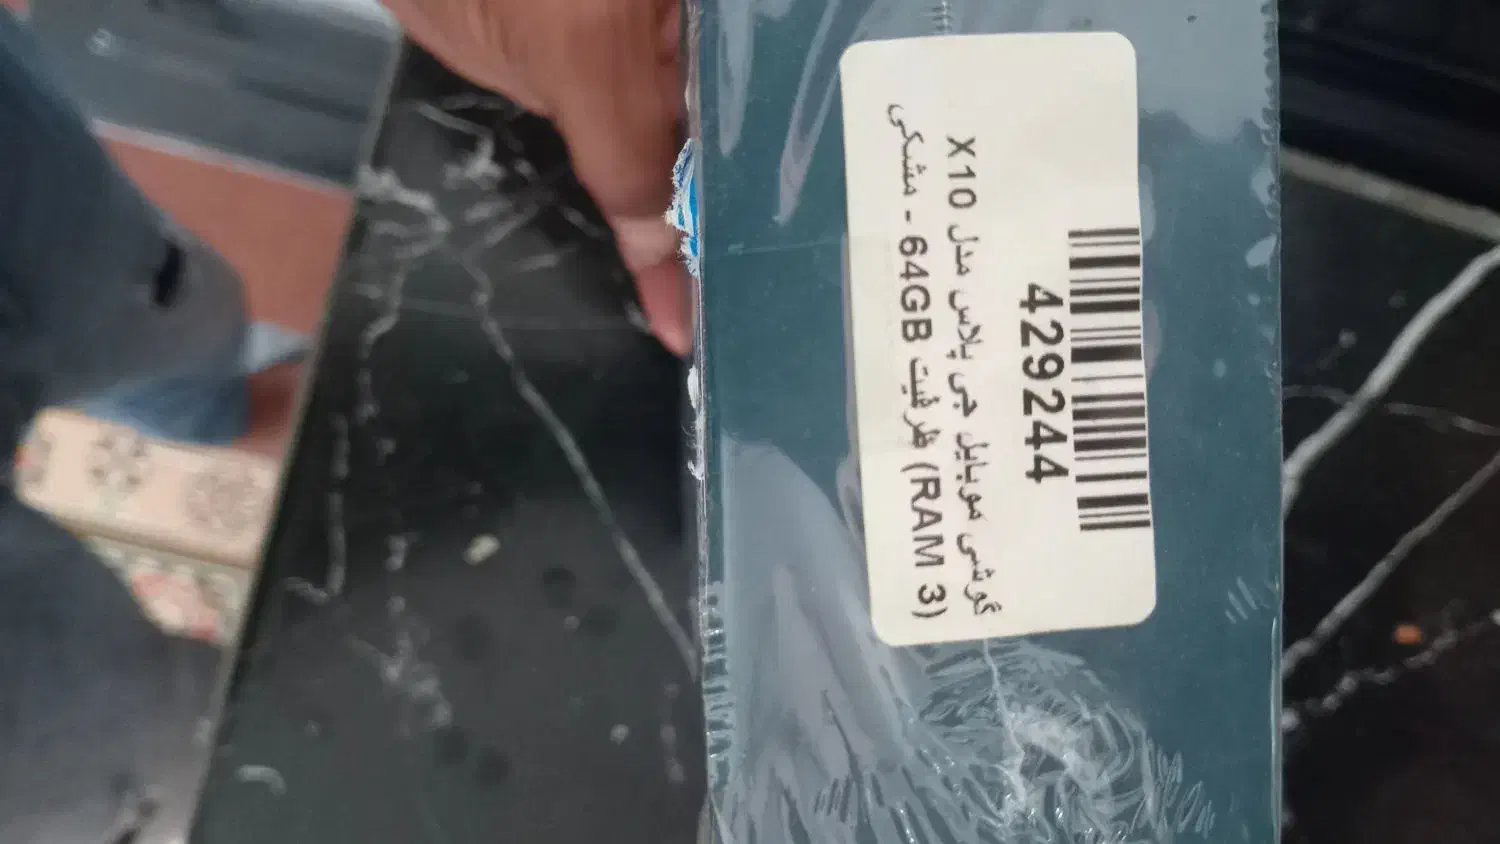 429244
گوشی موبایل جی پلاس مدل X10
(RAM 3) ظرفیت 64GB - مشکی